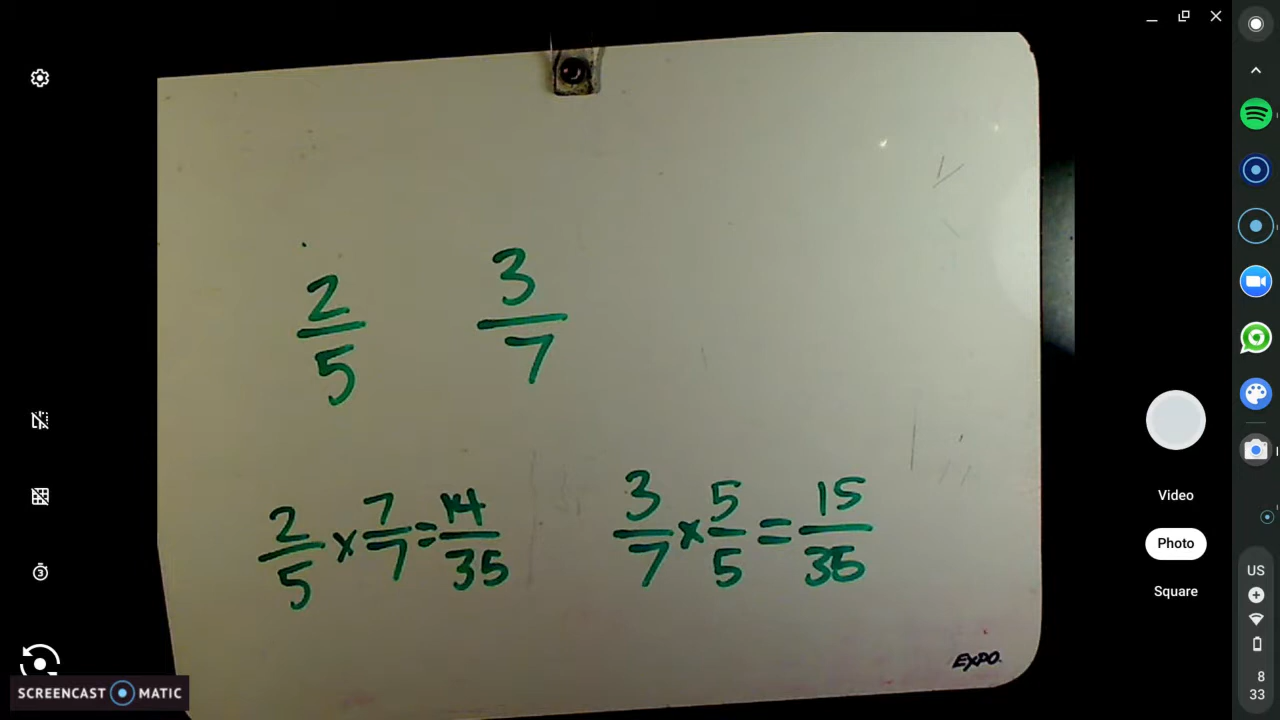 2/5 3/7
2/5 x 7/7 = 14/35 3/7 x 5/5 = 15/35
EXPO
Video
Photo
Square
SCREENCAST MATIC
US
8
33